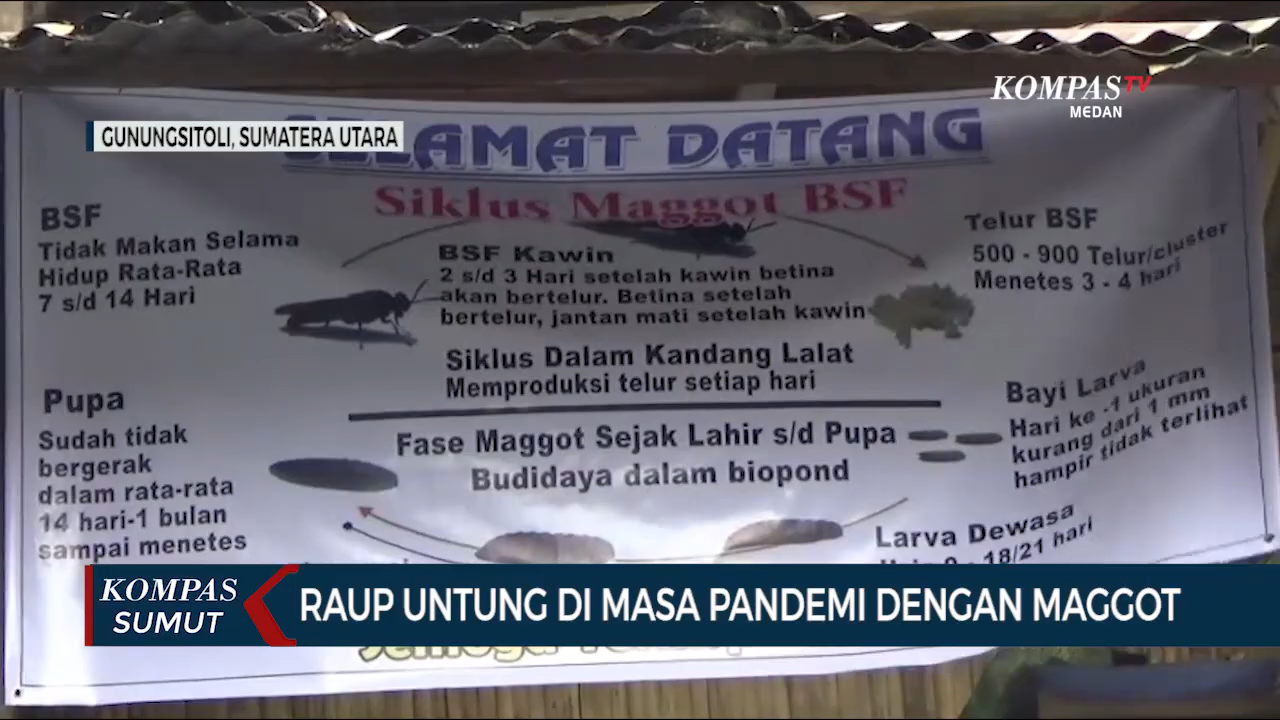 KOMPAS TV
MEDAN
GUNUNGSITOLI, SUMATERA UTARA
SELAMAT DATANG
Siklus Maggot BSF
BSF
Tidak Makan Selama
Hidup Rata-Rata
7 s/d 14 Hari
BSF Kawin
2 s/d 3 Hari setelah kawin betina
akan bertelur. Betina setelah
bertelur, jantan mati setelah kawin
Telur BSF
500 - 900 Telur/cluster
Menetes 3 - 4 hari
Siklus Dalam Kandang Lalat
Memproduksi telur setiap hari
Pupa
Sudah tidak
bergerak
dalam rata-rata
14 hari-1 bulan
sampai menetes
Fase Maggot Sejak Lahir s/d Pupa
Budidaya dalam biopond
Bayi Larva
Hari ke -1 ukuran
kurang dari 1 mm
hampir tidak terlihat
Larva Dewasa
18/21 hari
KOMPAS
SUMUT
RAUP UNTUNG DI MASA PANDEMI DENGAN MAGGOT